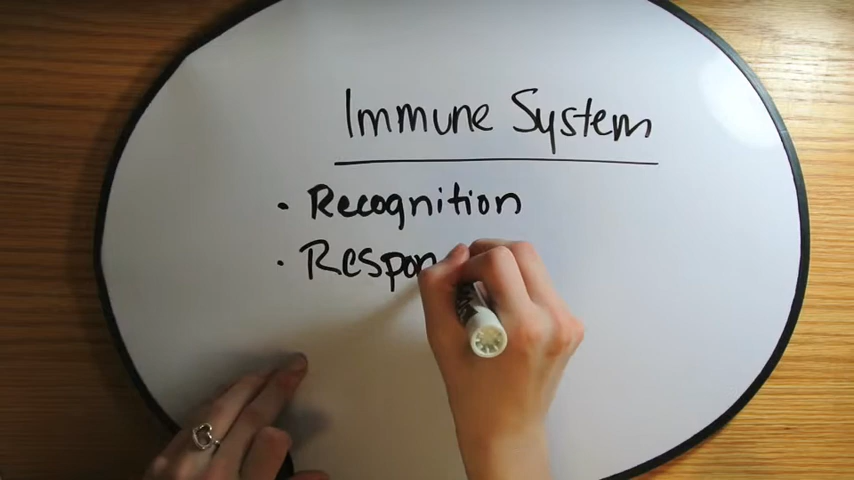 Immune System
· Recognition
· Respon